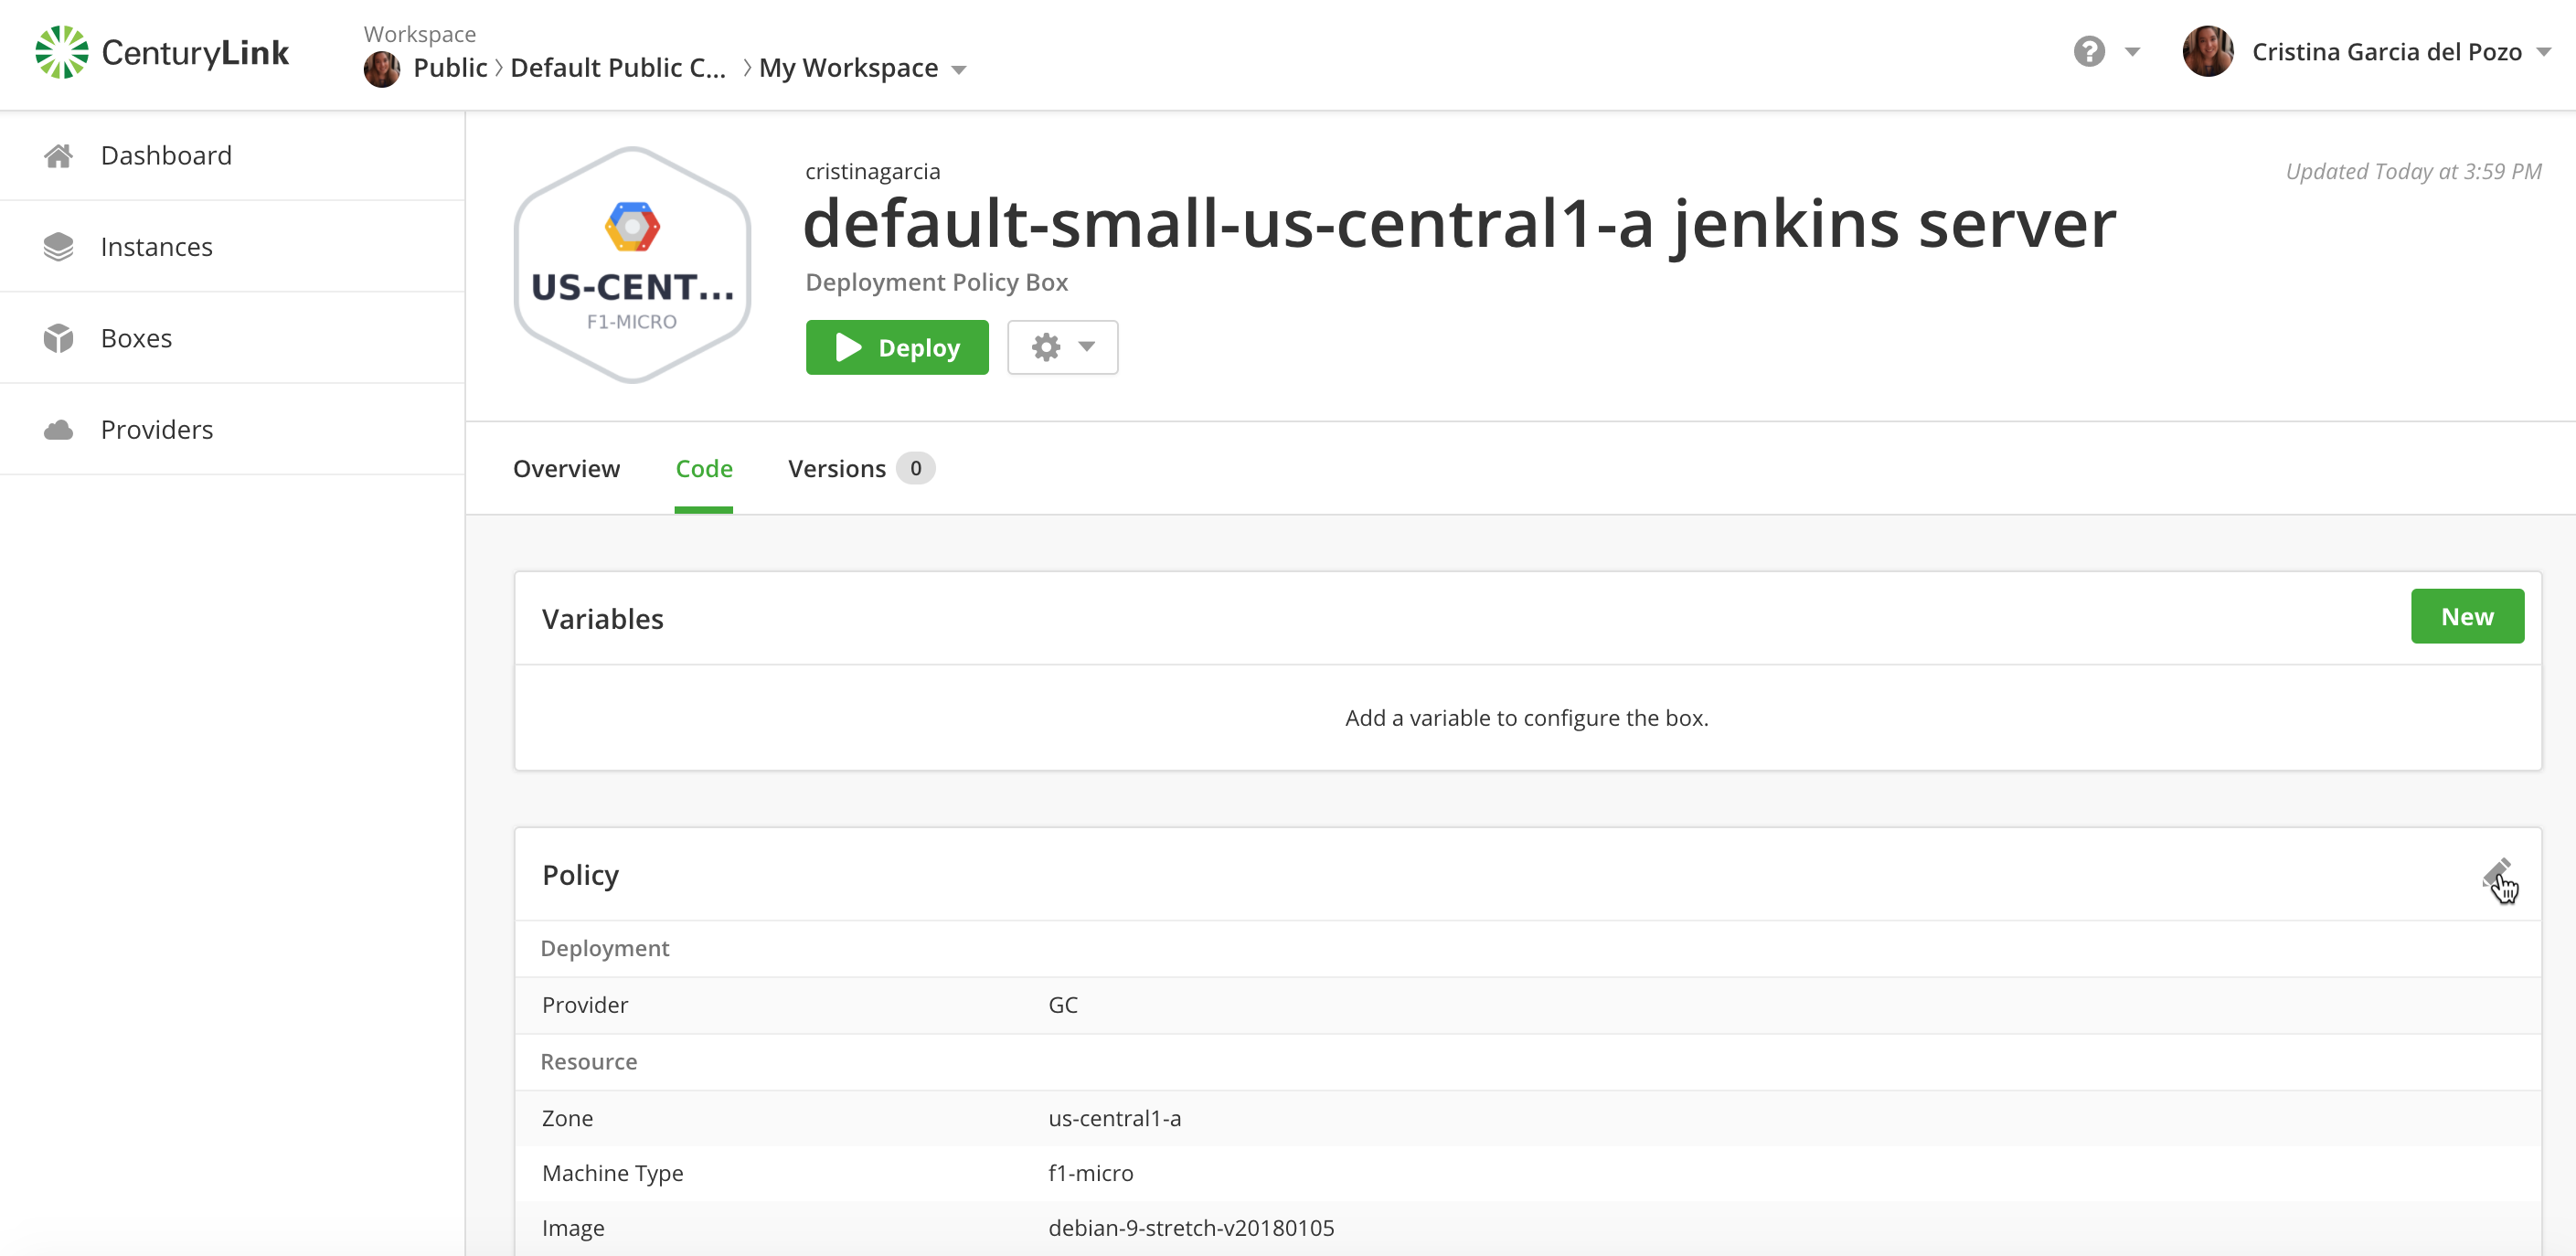 CenturyLink
Workspace
Public > Default Public C... > My Workspace
?
Cristina Garcia del Pozo
Dashboard
Instances
Boxes
Providers
US-CENT...
F1-MICRO
cristinagarcia
Updated Today at 3:59 PM
default-small-us-central1-a jenkins server
Deployment Policy Box
Deploy
Overview Code Versions 0
Variables New
Add a variable to configure the box.
Policy
Deployment
Provider GC
Resource
Zone us-central1-a
Machine Type f1-micro
Image debian-9-stretch-v20180105